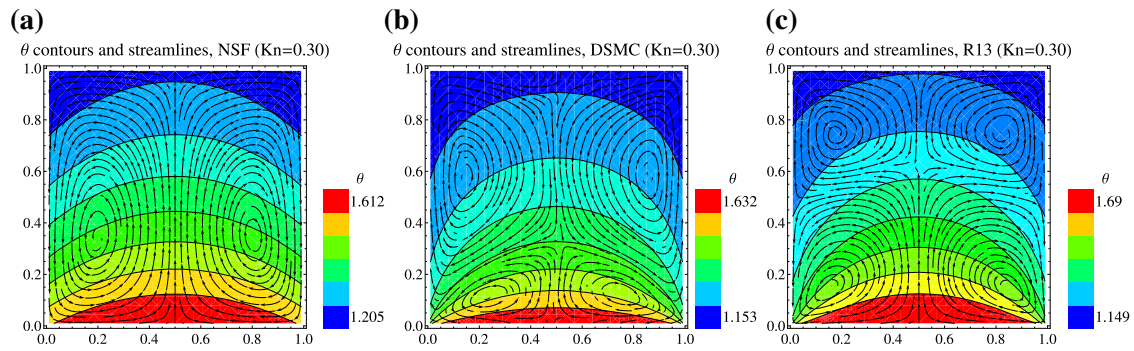 (a)
θ contours and streamlines, NSF (Kn=0.30)
1.0
0.8
0.6
0.4
0.2
0.0
0.0 0.2 0.4 0.6 0.8 1.0
θ
1.612
1.205
(b)
θ contours and streamlines, DSMC (Kn=0.30)
1.0
0.8
0.6
0.4
0.2
0.0
0.0 0.2 0.4 0.6 0.8 1.0
θ
1.632
1.153
(c)
θ contours and streamlines, R13 (Kn=0.30)
1.0
0.8
0.6
0.4
0.2
0.0
0.0 0.2 0.4 0.6 0.8 1.0
θ
1.69
1.149